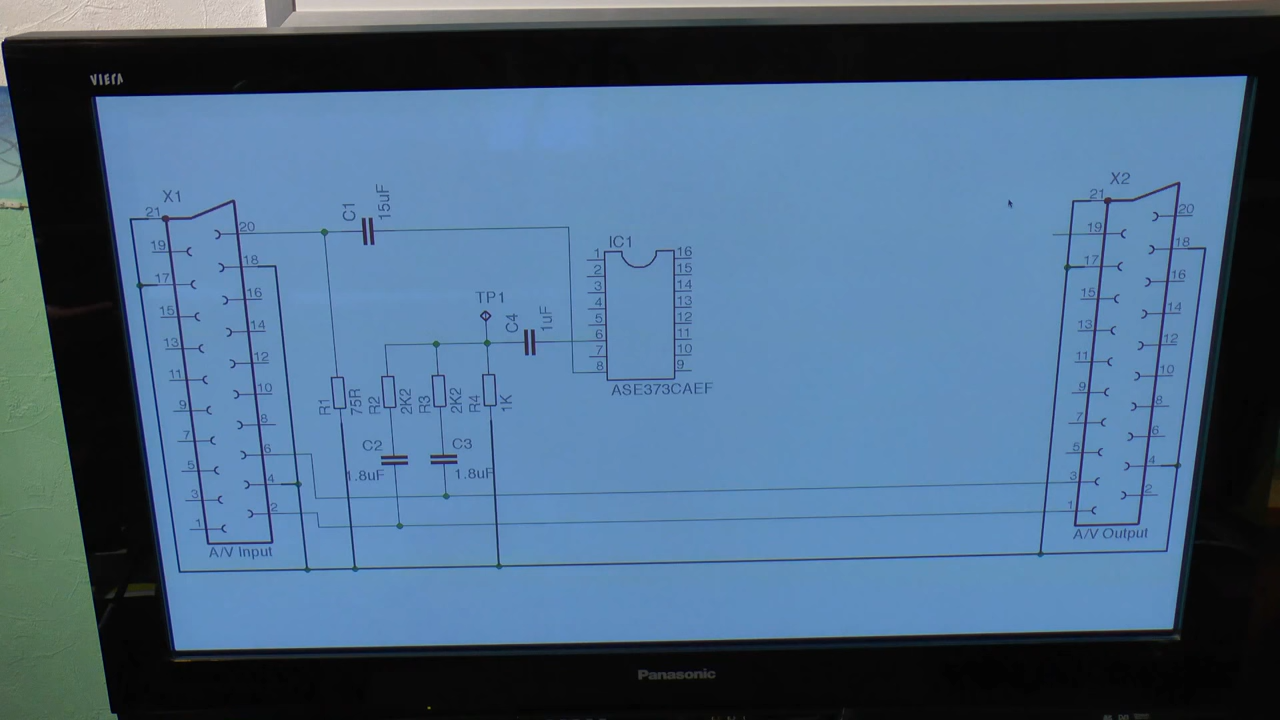 VIERA
X1
21
19
17
15
13
11
9
7
5
3
1
20
18
16
14
12
10
8
6
4
2
A/V Input
C1
15uF
R1
75R
R2
2K2
R3
2K2
R4
1K
C2
1.8uF
C3
1.8uF
TP1
C4
1uF
IC1
1
2
3
4
5
6
7
8
16
15
14
13
12
11
10
9
ASE373CAEF
X2
21
19
17
15
13
11
9
7
5
3
1
20
18
16
14
12
10
8
6
4
2
A/V Output
Panasonic